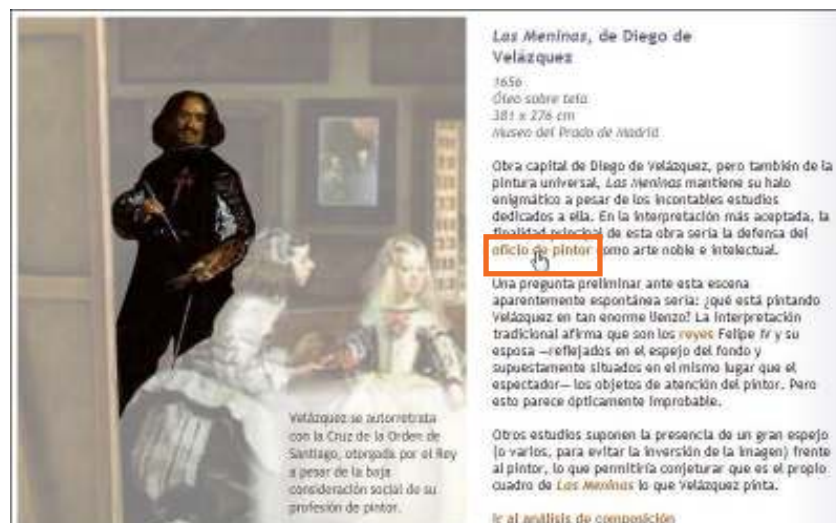 Las Meninas, de Diego de
Velázquez
1656
Óleo sobre tela
381 x 276 cm
Museo del Prado de Madrid
Obra capital de Diego de Velázquez, pero también de la
pintura universal, Las Meninas mantiene su halo
enigmático a pesar de los incontables estudios
dedicados a ella. En la interpretación más aceptada, la
finalidad principal de esta obra sería la defensa del
oficio de pintor como arte noble e intelectual.
Una pregunta preliminar ante esta escena
aparentemente espontánea sería: ¿qué está pintando
Velázquez en tan enorme lienzo? La interpretación
tradicional afirma que son los reyes Felipe IV y su
esposa —reflejados en el espejo del fondo y
supuestamente situados en el mismo lugar que el
espectador— los objetos de atención del pintor. Pero
esto parece ópticamente improbable.
Otros estudios suponen la presencia de un gran espejo
(o varios, para evitar la inversión de la imagen) frente
al pintor, lo que permitiría conjeturar que es el propio
cuadro de Las Meninas lo que Velázquez pinta.
Ir al análisis de composición
Velázquez se autorretrata
con la Cruz de la Orden de
Santiago, otorgada por el Rey
a pesar de la baja
consideración social de su
profesión de pintor.